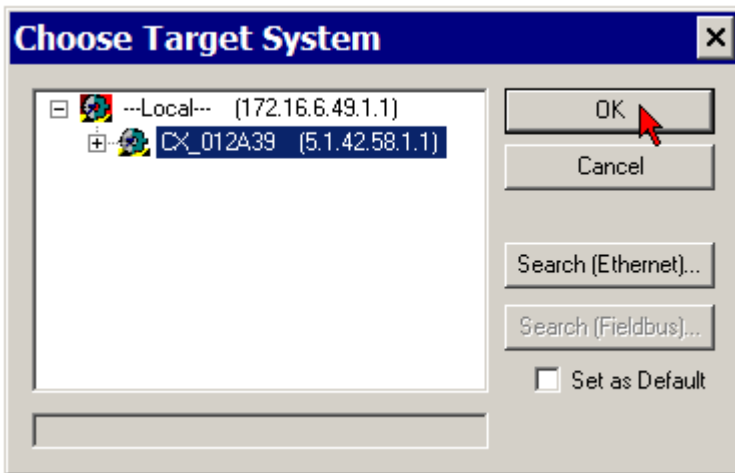 Choose Target System
---Local--- (172.16.6.49.1.1)
CX_012A39 (5.1.42.58.1.1)
OK
Cancel
Search (Ethernet)...
Search (Fieldbus)...
Set as Default